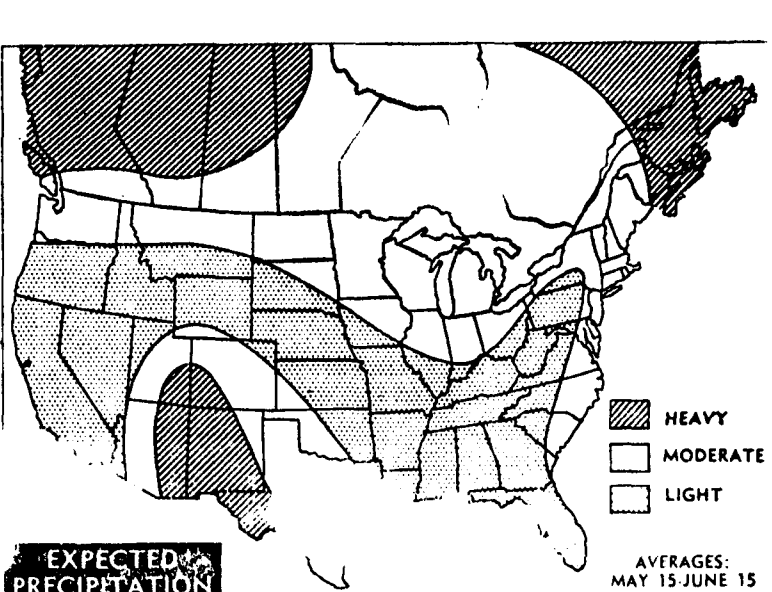 HEAVY
MODERATE
LIGHT
EXPECTED
PRECIPITATION
AVERAGES:
MAY 15-JUNE 15